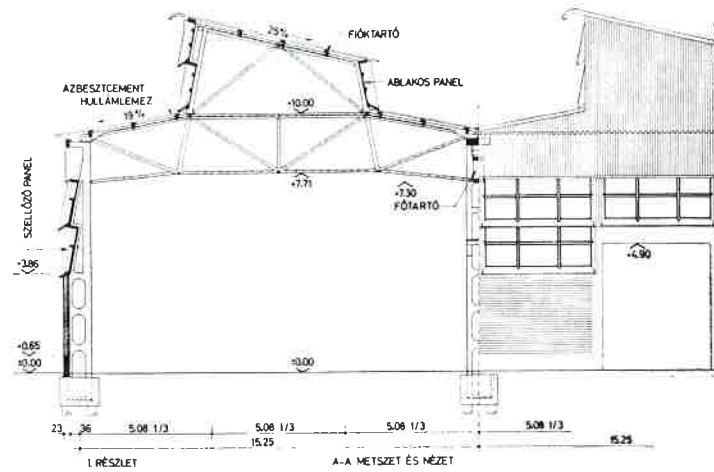 25%
FIÓKTARTÓ
ABLAKOS PANEL
AZBESZTCEMENT
HULLÁMLEMEZ
19%
+10.00
+7.71
+7.30
FŐTARTÓ
SZELLŐZŐ PANEL
+3.86
+4.90
+0.65
±0.00
±0.00
23 36 5.08 1/3 5.08 1/3 5.08 1/3 5.08 1/3
15.25 15.25
I. RÉSZLET A-A METSZET ÉS NÉZET